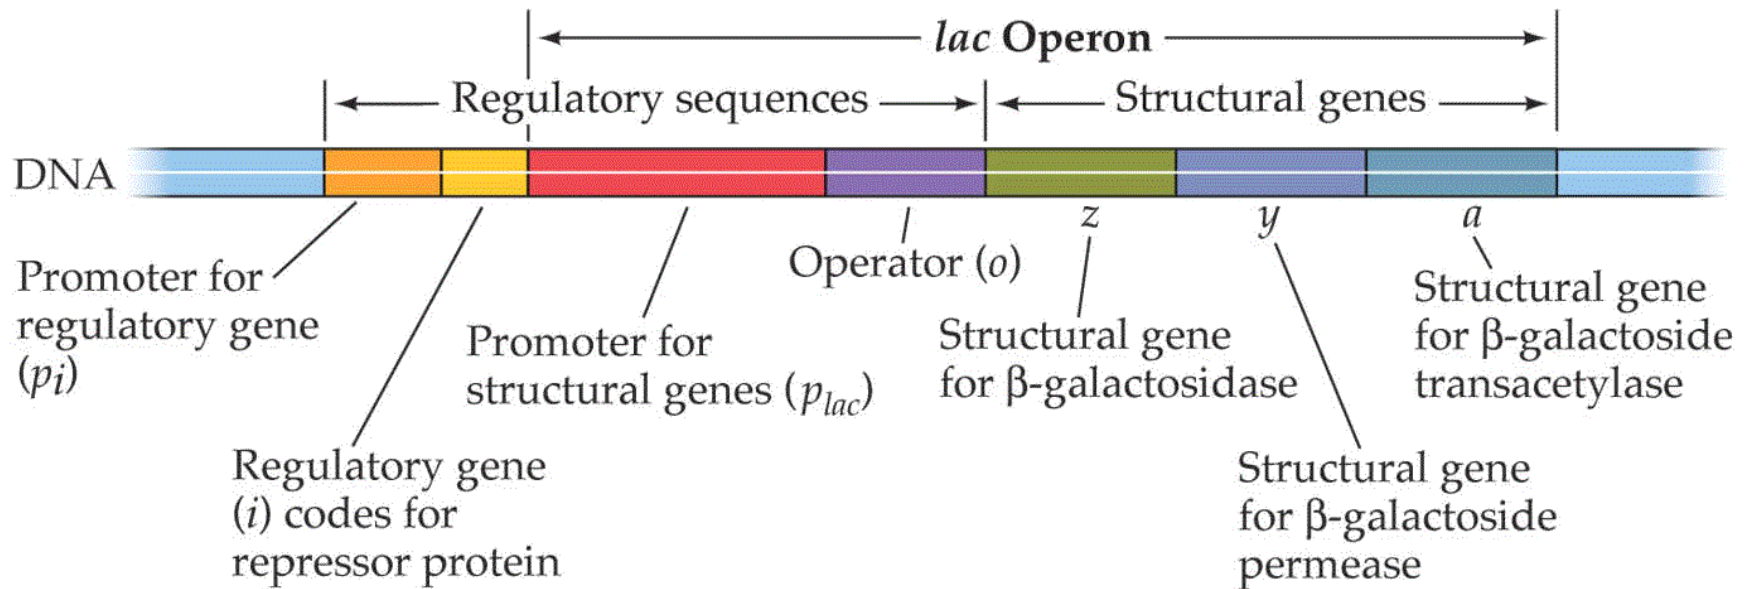 lac Operon
Regulatory sequences
Structural genes
DNA
z
y
a
Promoter for
regulatory gene
(pi)
Regulatory gene
(i) codes for
repressor protein
Promoter for
structural genes (plac)
Operator (o)
Structural gene
for β-galactosidase
Structural gene
for β-galactoside
permease
Structural gene
for β-galactoside
transacetylase